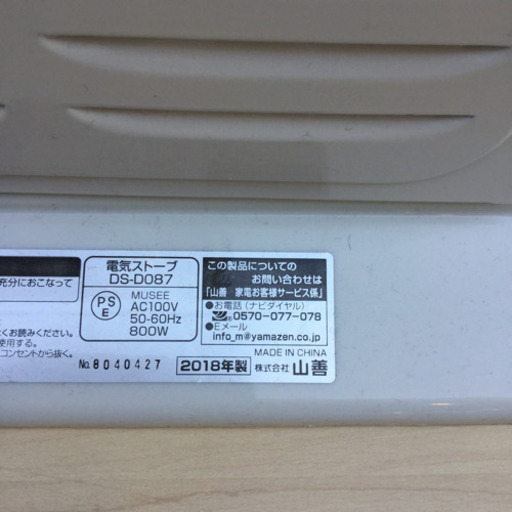 充分におこなって
くお読みください。
使用する。
コンセントから抜く。
電気ストーブ
DS-D087
PS
E
MUSEE
AC100V
50-60Hz
800W
この製品についての
お問い合わせは
「山善 家電お客様サービス係」
●お電話(ナビダイヤル)
0570-077-078
●Eメール
info_m@yamazen.co.jp
MADE IN CHINA
No.8040427
2018年製
株式会社 山善